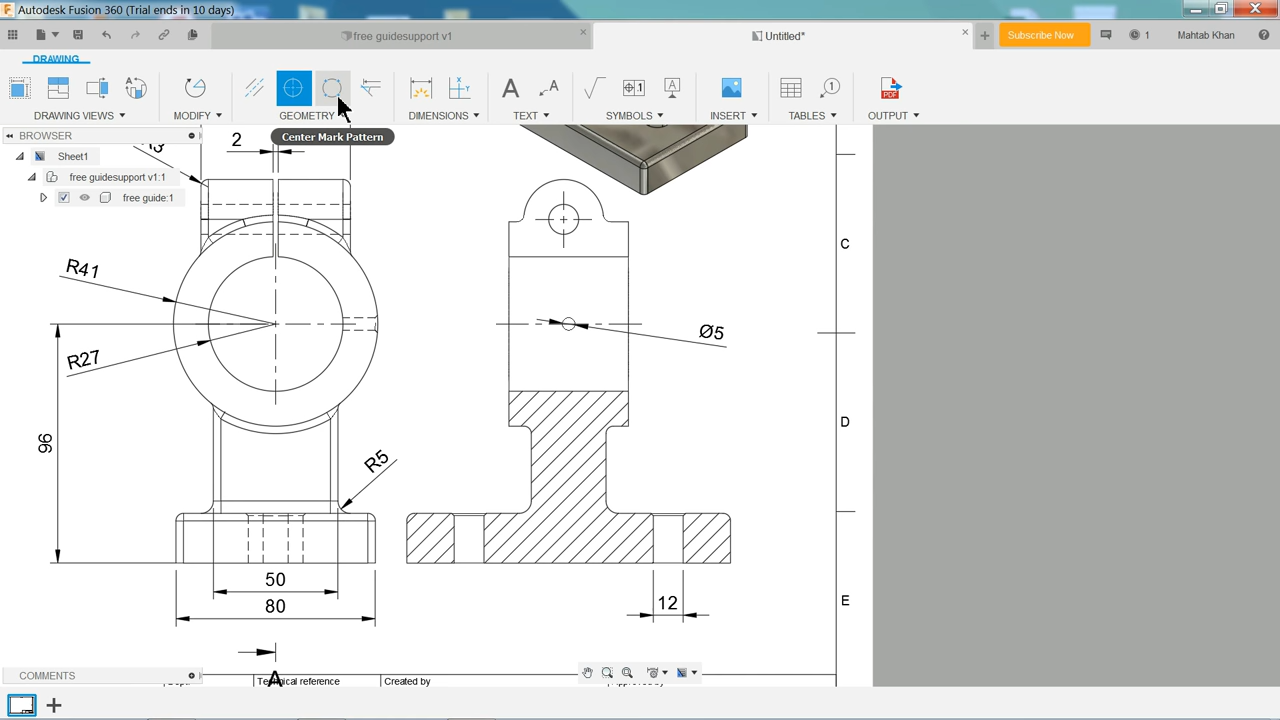 Autodesk Fusion 360 (Trial ends in 10 days)
free guidesupport v1
Untitled*
Subscribe Now
1
Mahtab Khan
DRAWING
DRAWING VIEWS
MODIFY
GEOMETRY
DIMENSIONS
TEXT
SYMBOLS
INSERT
TABLES
OUTPUT
Center Mark Pattern
BROWSER
Sheet1
free guidesupport v1:1
free guide:1
2
C
R41
Ø5
R27
D
96
R5
50
80
12
E
A
COMMENTS
Technical reference
Created by